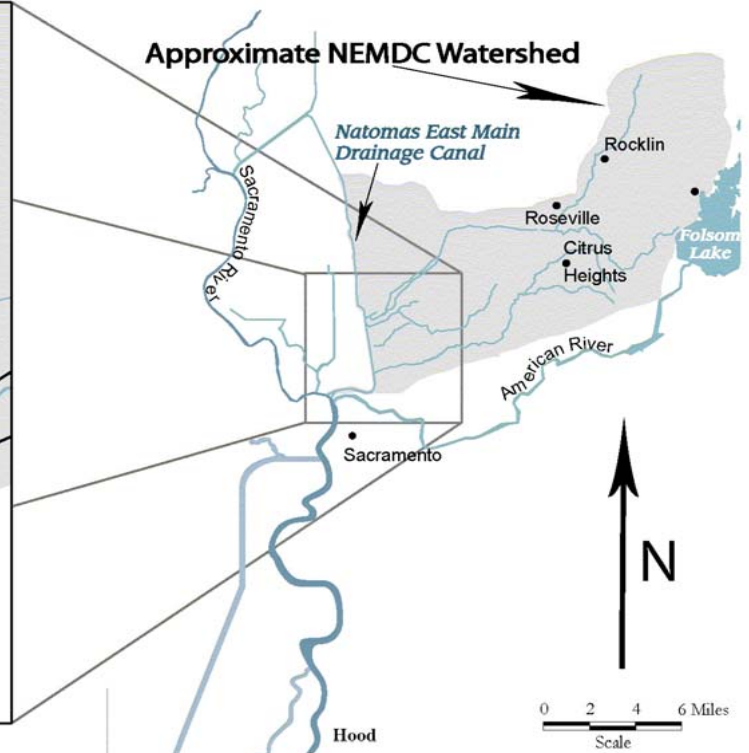 Approximate NEMDC Watershed
Natomas East Main
Drainage Canal
Rocklin
Sacramento River
Roseville
Folsom
Lake
Citrus
Heights
American River
Sacramento
N
0 2 4 6 Miles
Scale
Hood